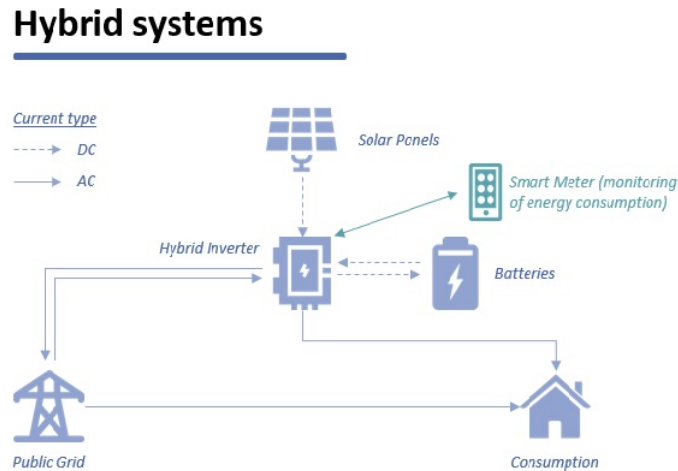 Hybrid systems
Current type
DC
AC
Solar Panels
Smart Meter (monitoring
of energy consumption)
Hybrid Inverter
Batteries
Public Grid
Consumption